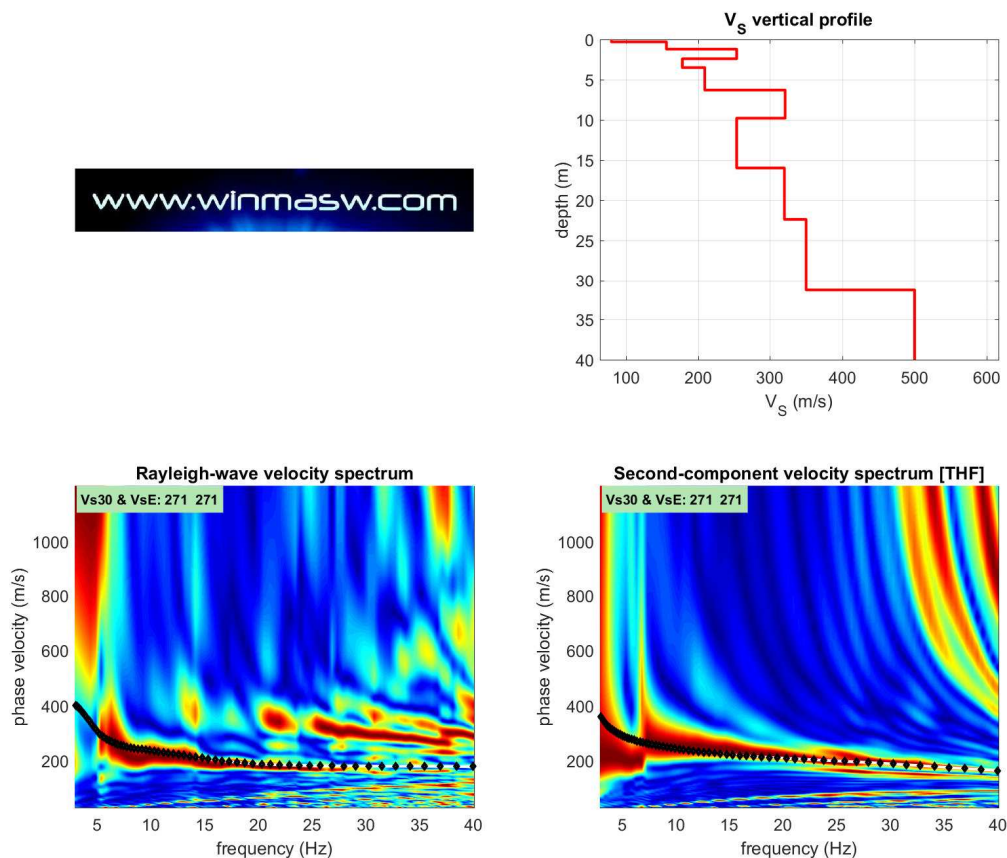 www.winmasw.com
V_S vertical profile
0
5
10
15
20
25
30
35
40
depth (m)
100 200 300 400 500 600
V_S (m/s)
Rayleigh-wave velocity spectrum
Vs30 & VsE: 271 271
1000
800
600
400
200
phase velocity (m/s)
5 10 15 20 25 30 35 40
frequency (Hz)
Second-component velocity spectrum [THF]
Vs30 & VsE: 271 271
1000
800
600
400
200
phase velocity (m/s)
5 10 15 20 25 30 35 40
frequency (Hz)